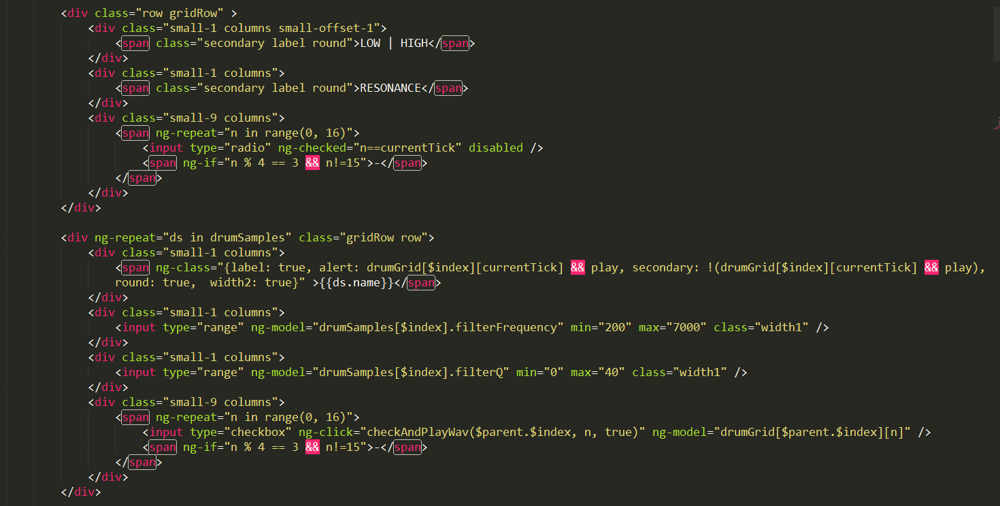 <div class="row gridRow" >
<div class="small-1 columns small-offset-1">
<span class="secondary label round">LOW | HIGH</span>
</div>
<div class="small-1 columns">
<span class="secondary label round">RESONANCE</span>
</div>
<div class="small-9 columns">
<span ng-repeat="n in range(0, 16)">
<input type="radio" ng-checked="n==currentTick" disabled />
<span ng-if="n % 4 == 3 && n!=15">-</span>
</span>
</div>
</div>
<div ng-repeat="ds in drumSamples" class="gridRow row">
<div class="small-1 columns">
<span ng-class="{label: true, alert: drumGrid[$index][currentTick] && play, secondary: !(drumGrid[$index][currentTick] && play),
round: true,  width2: true}" >{{ds.name}}</span>
</div>
<div class="small-1 columns">
<input type="range" ng-model="drumSamples[$index].filterFrequency" min="200" max="7000" class="width1" />
</div>
<div class="small-1 columns">
<input type="range" ng-model="drumSamples[$index].filterQ" min="0" max="40" class="width1" />
</div>
<div class="small-9 columns">
<span ng-repeat="n in range(0, 16)">
<input type="checkbox" ng-click="checkAndPlayWav($parent.$index, n, true)" ng-model="drumGrid[$parent.$index][n]" />
<span ng-if="n % 4 == 3 && n!=15">-</span>
</span>
</div>
</div>